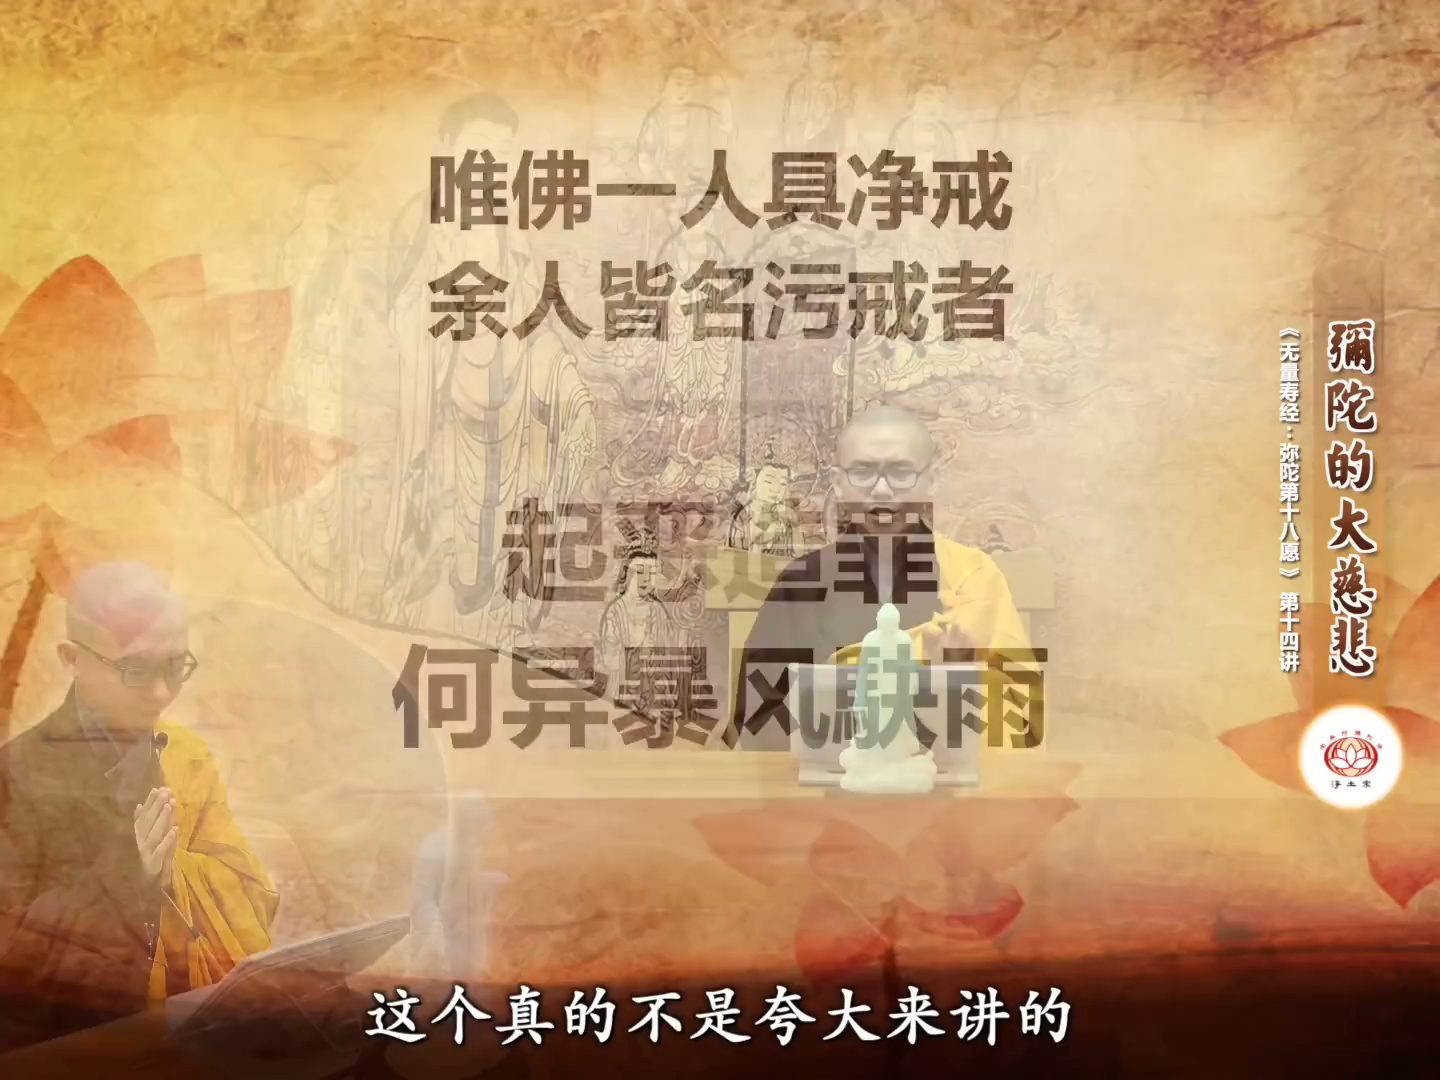 唯佛一人具净戒
余人皆名污戒者
起恶造罪
何异暴风駃雨
彌陀的大慈悲
《无量寿经：弥陀第十八愿》 第十四讲
净土宗
这个真的不是夸大来讲的